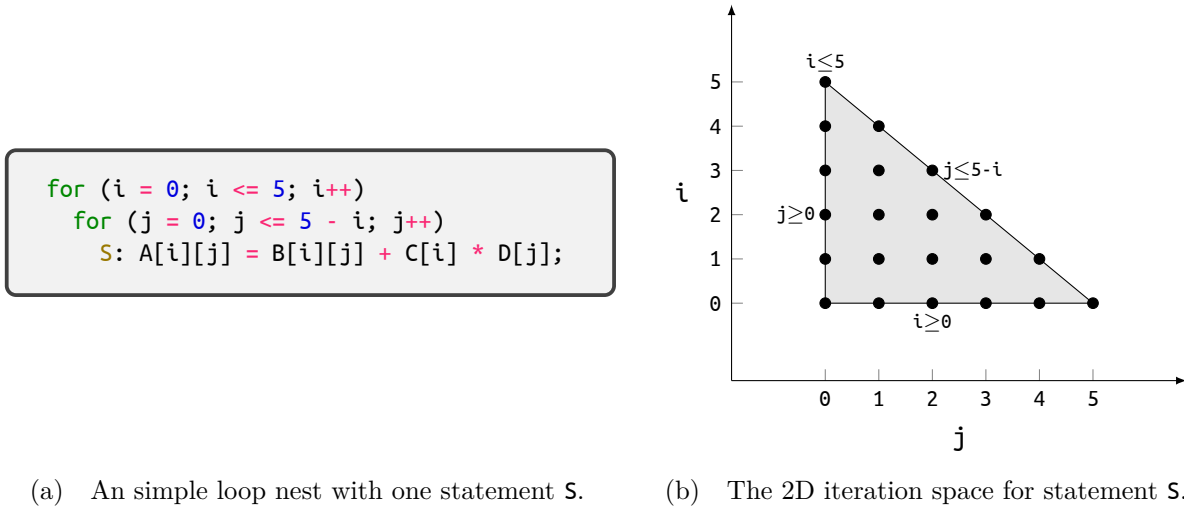 for (i = 0; i <= 5; i++)
for (j = 0; j <= 5 - i; j++)
S: A[i][j] = B[i][j] + C[i] * D[j];
(a) An simple loop nest with one statement S.
i≤5
5
4
3
j≤5-i
i
2
j≥0
1
0
i≥0
0 1 2 3 4 5
j
(b) The 2D iteration space for statement S.